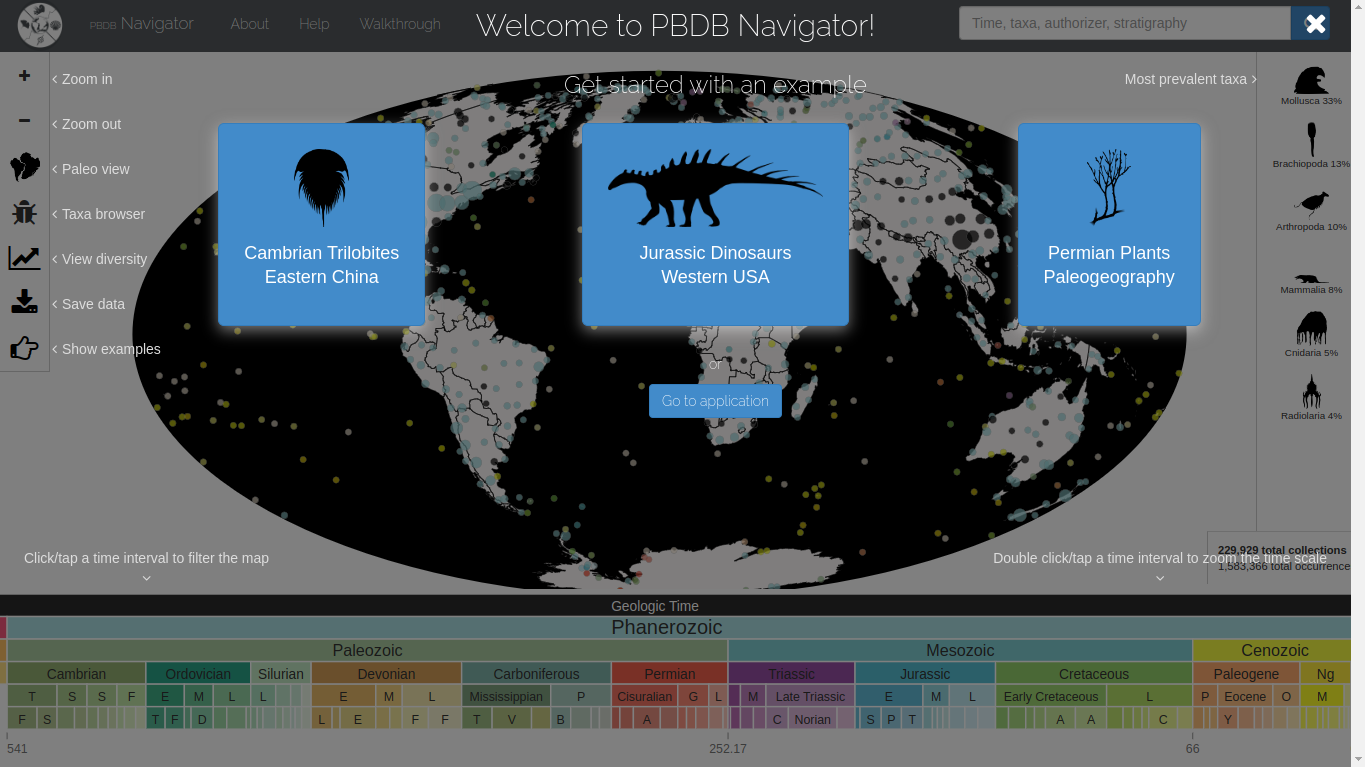 PBDB Navigator
About
Help
Walkthrough
Welcome to PBDB Navigator!
Time, taxa, authorizer, stratigraphy
Get started with an example
Zoom in
Zoom out
Paleo view
Taxa browser
View diversity
Save data
Show examples
Most prevalent taxa
Mollusca 33%
Brachiopoda 13%
Arthropoda 10%
Mammalia 8%
Cnidaria 5%
Radiolaria 4%
Cambrian Trilobites
Eastern China
Jurassic Dinosaurs
Western USA
Permian Plants
Paleogeography
or
Go to application
Click/tap a time interval to filter the map
Double click/tap a time interval to zoom the time scale
229,929 total collections
1,583,366 total occurrence
Geologic Time
Phanerozoic
Paleozoic Mesozoic Cenozoic
Cambrian Ordovician Silurian Devonian Carboniferous Permian Triassic Jurassic Cretaceous Paleogene Ng
T S S F E M L L E M L Mississippian P Cisuralian G L M Late Triassic E M L Early Cretaceous L P Eocene O M
F S T F D L E F F T V B A C Norian S P T A A C Y
541 252.17 66